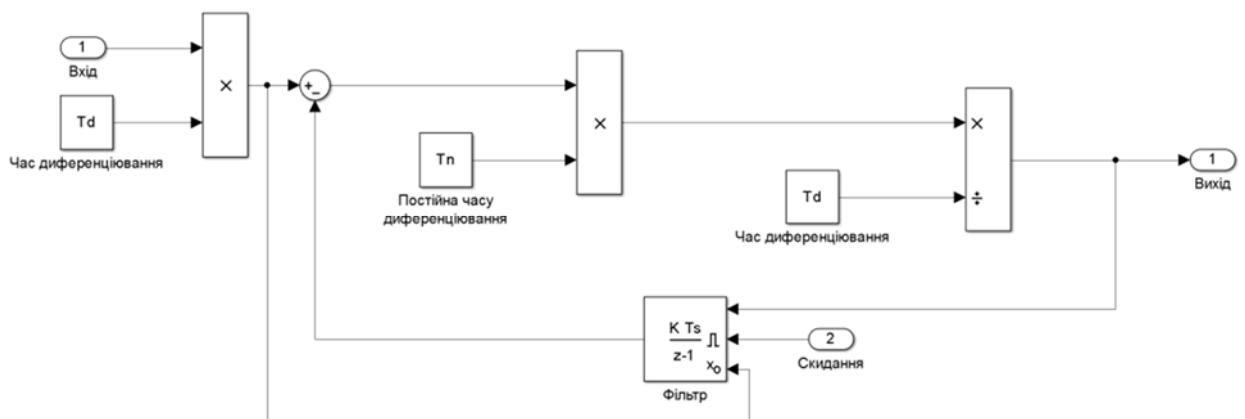 1
Вхід
Td
Час диференціювання
×
+
−
Tn
Постійна часу
диференціювання
×
Td
Час диференціювання
×
÷
1
Вихід
K Ts
z-1
xo
Фільтр
2
Скидання